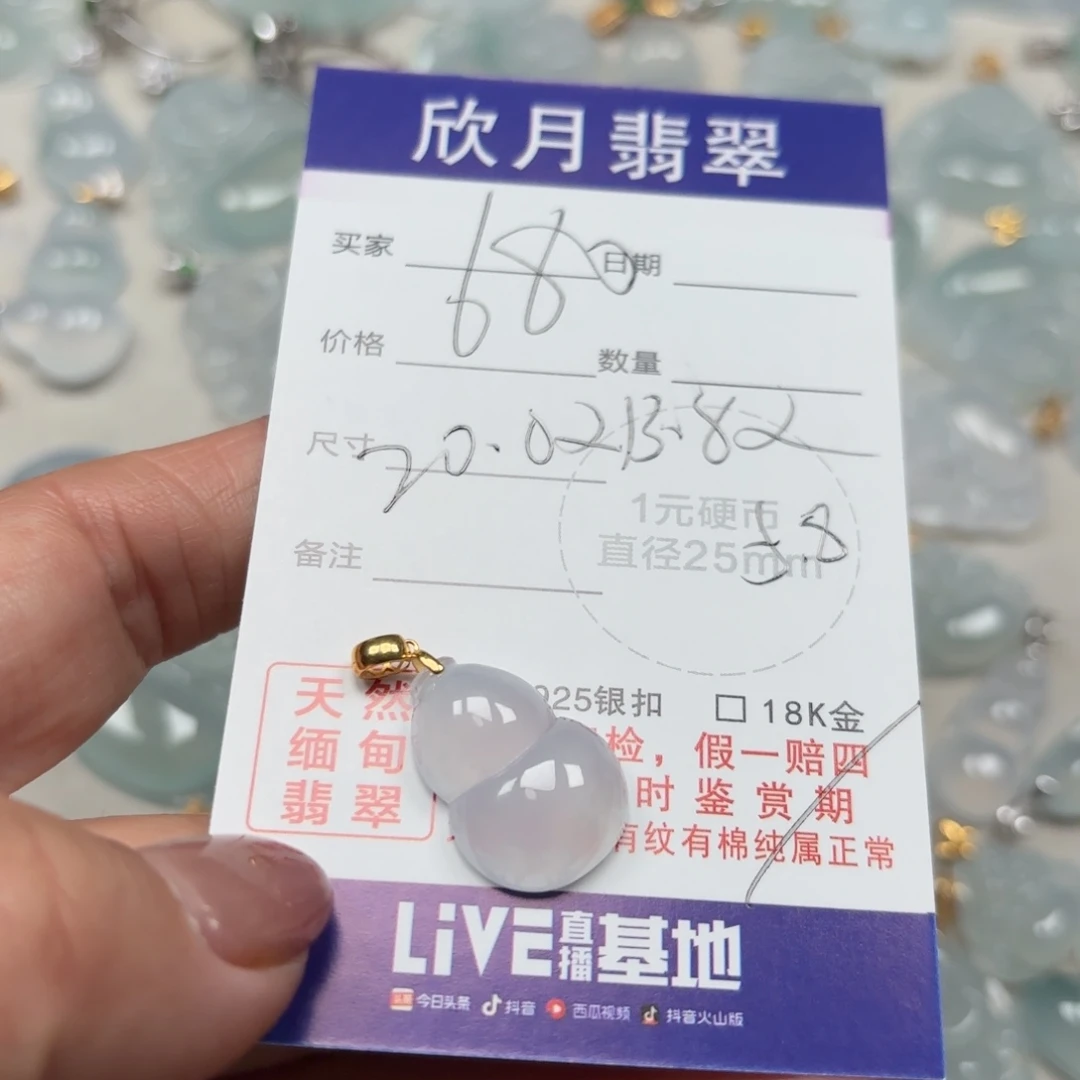 欣月翡翠
买家 680 日期
价格 数量
尺寸 20.02 13.82
1元硬币
直径25mm
5.8
备注
925银扣 □ 18K金
天然
缅甸
翡翠
检，假一赔四
时鉴赏期
有纹有棉纯属正常
LiVE直播基地
头条 今日头条 抖音 西瓜视频 抖音火山版